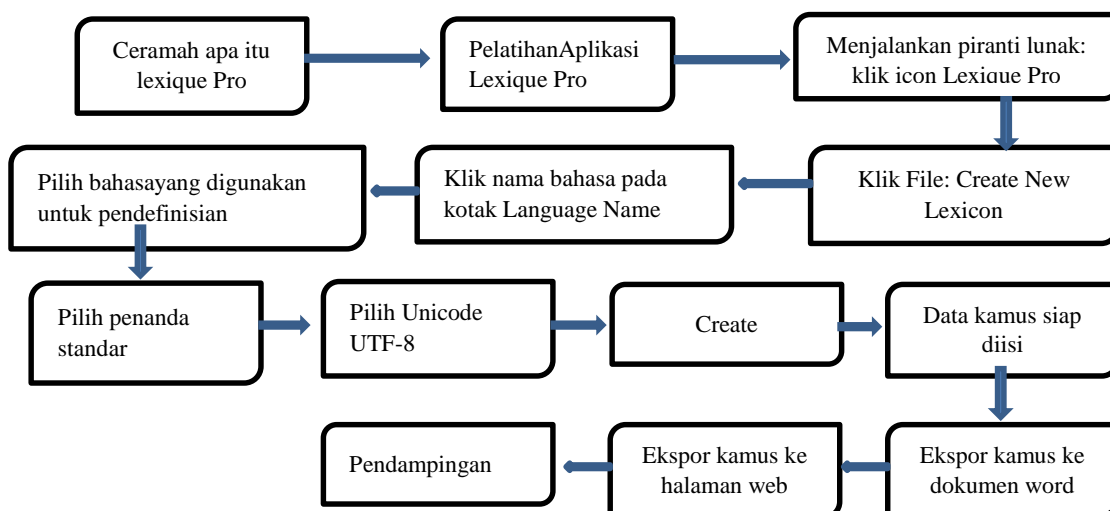 Ceramah apa itu
lexique Pro
PelatihanAplikasi
Lexique Pro
Menjalankan piranti lunak:
klik icon Lexique Pro
Klik File: Create New
Lexicon
Klik nama bahasa pada
kotak Language Name
Pilih bahasayang digunakan
untuk pendefinisian
Pilih penanda
standar
Pilih Unicode
UTF-8
Create
Data kamus siap
diisi
Ekspor kamus ke
dokumen word
Ekspor kamus ke
halaman web
Pendampingan